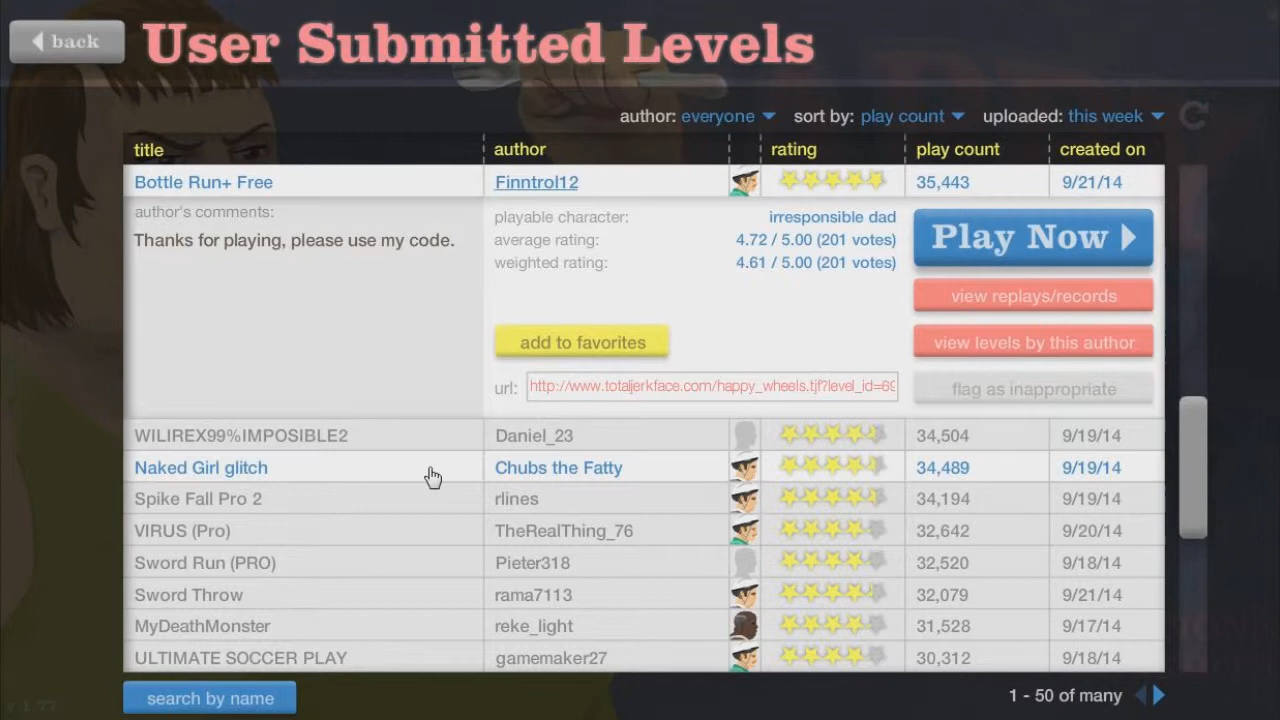 back
User Submitted Levels
author: everyone sort by: play count uploaded: this week
title author rating play count created on
Bottle Run+ Free Finntrol12 35,443 9/21/14
author's comments:
Thanks for playing, please use my code.
playable character: irresponsible dad
average rating: 4.72 / 5.00 (201 votes)
weighted rating: 4.61 / 5.00 (201 votes)
Play Now
view replays/records
add to favorites
view levels by this author
url: http://www.totaljerkface.com/happy_wheels.tjf?level_id=69
flag as inappropriate
WILIREX99%IMPOSIBLE2 Daniel_23 34,504 9/19/14
Naked Girl glitch Chubs the Fatty 34,489 9/19/14
Spike Fall Pro 2 rlines 34,194 9/19/14
VIRUS (Pro) TheRealThing_76 32,642 9/20/14
Sword Run (PRO) Pieter318 32,520 9/18/14
Sword Throw rama7113 32,079 9/21/14
MyDeathMonster reke_light 31,528 9/17/14
ULTIMATE SOCCER PLAY gamemaker27 30,312 9/18/14
search by name
1 - 50 of many